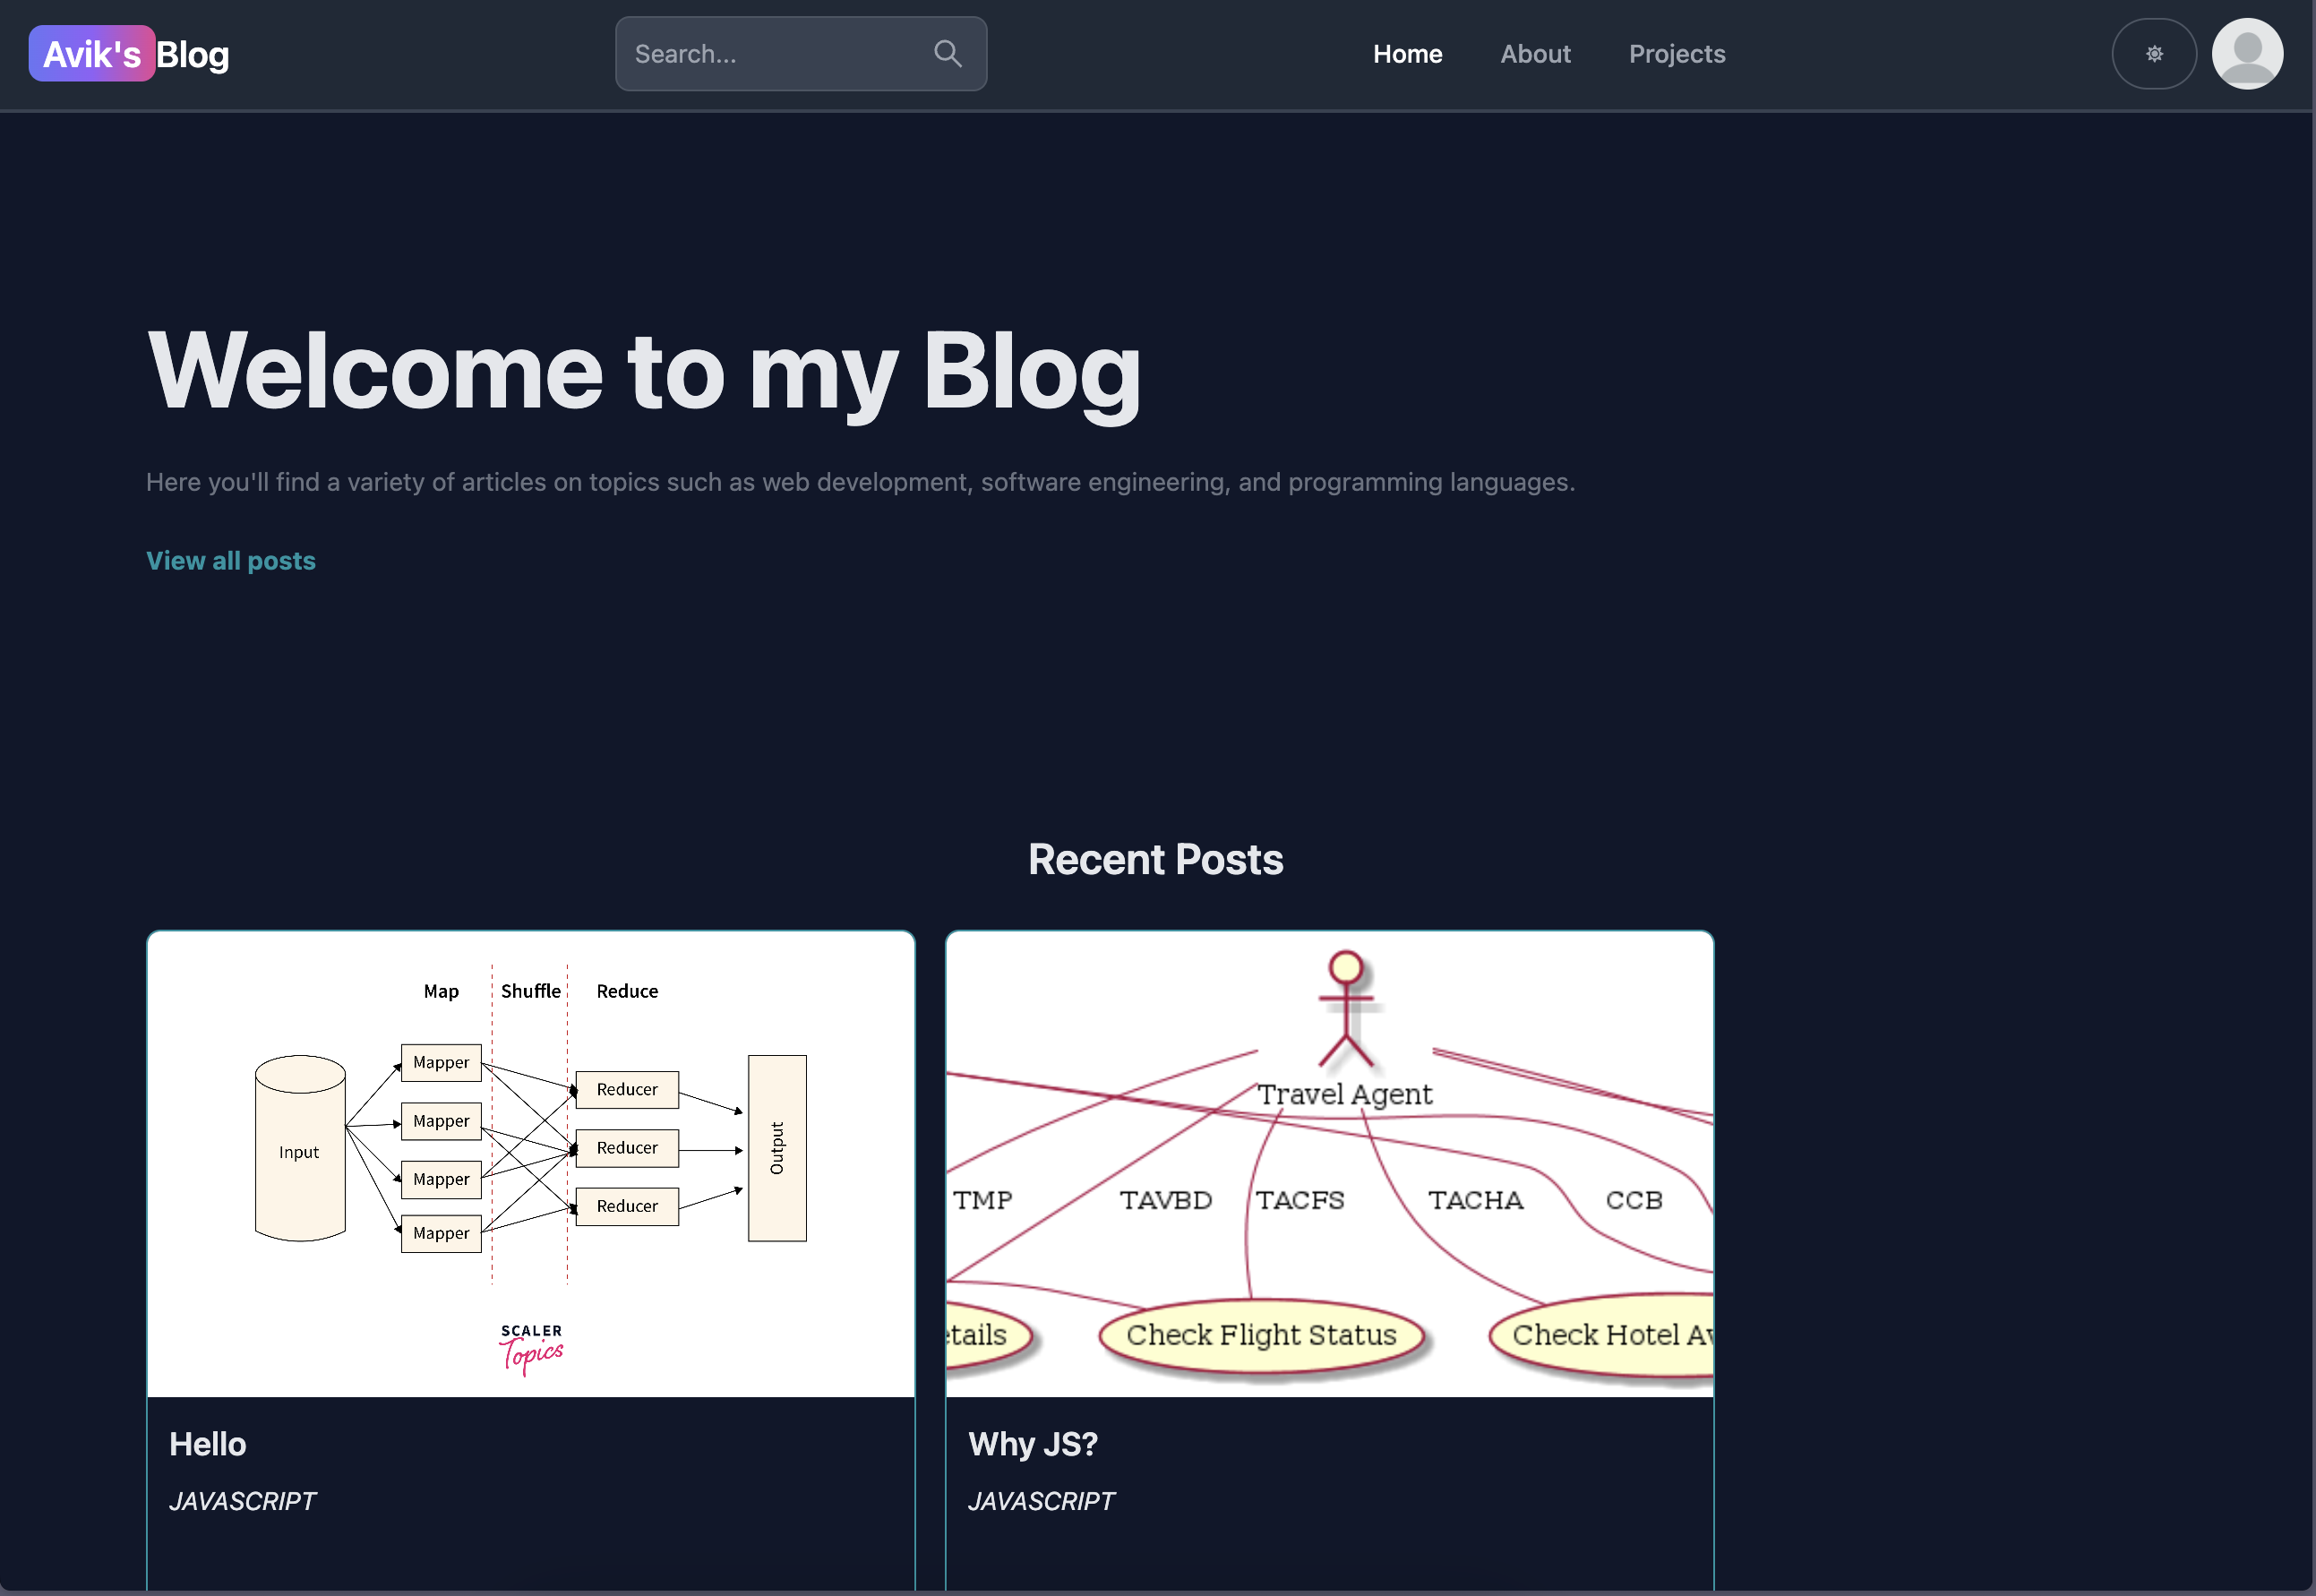 Avik's Blog
Search...
Home
About
Projects
Welcome to my Blog
Here you'll find a variety of articles on topics such as web development, software engineering, and programming languages.
View all posts
Recent Posts
Map
Shuffle
Reduce
Input
Mapper
Mapper
Mapper
Mapper
Reducer
Reducer
Reducer
Output
SCALER
Topics
Hello
JAVASCRIPT
Travel Agent
TMP
TAVBD
TACFS
TACHA
CCB
etails
Check Flight Status
Check Hotel Av
Why JS?
JAVASCRIPT